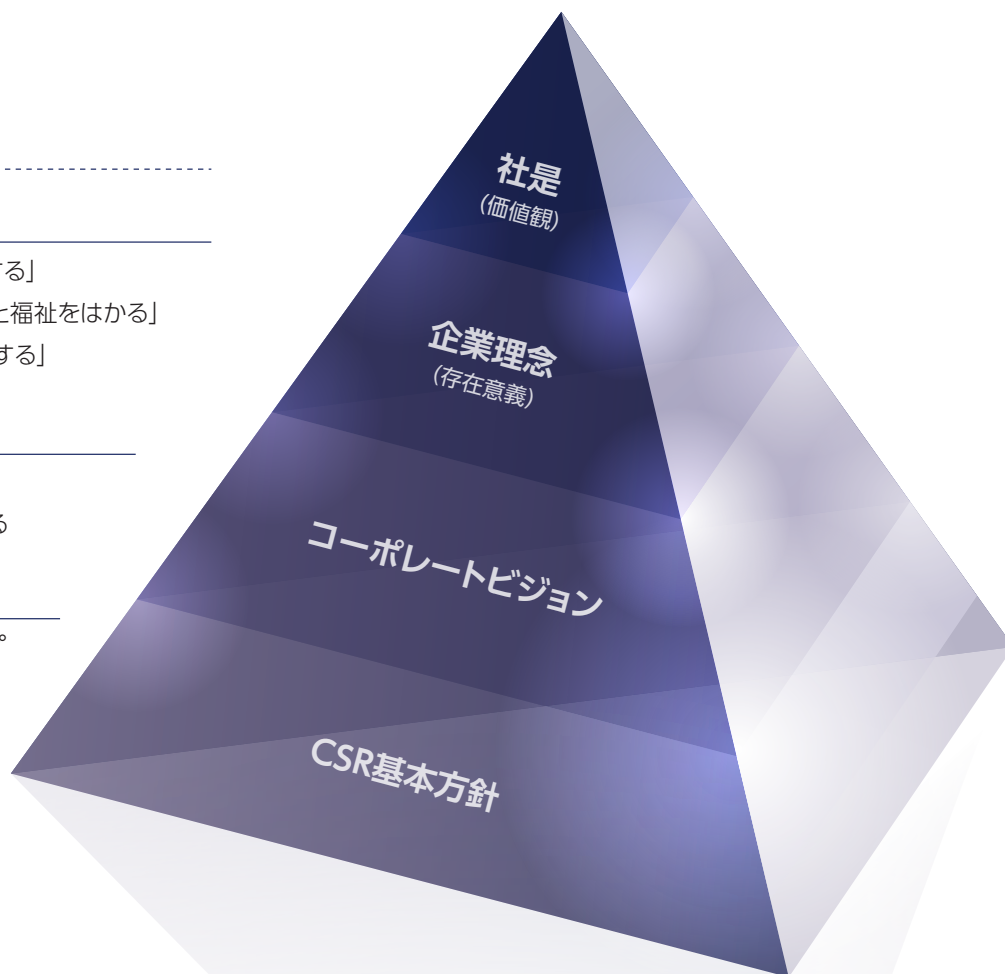 する」
と福祉をはかる」
する」
る
。
社是
(価値観)
企業理念
(存在意義)
コーポレートビジョン
CSR基本方針